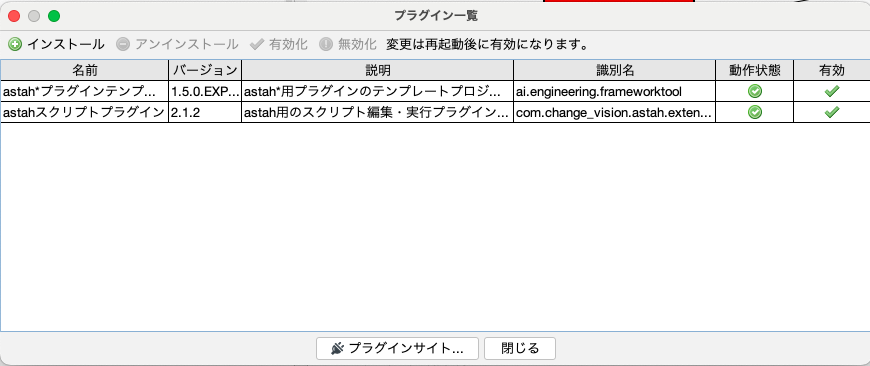 プラグイン一覧
インストール アンインストール 有効化 無効化 変更は再起動後に有効になります。
名前 バージョン 説明 識別名 動作状態 有効
astah*プラグインテンプ... 1.5.0.EXP... astah*用プラグインのテンプレートプロジ... ai.engineering.frameworktool
astahスクリプトプラグイン 2.1.2 astah用のスクリプト編集・実行プラグイン... com.change_vision.astah.exten...
プラグインサイト... 閉じる